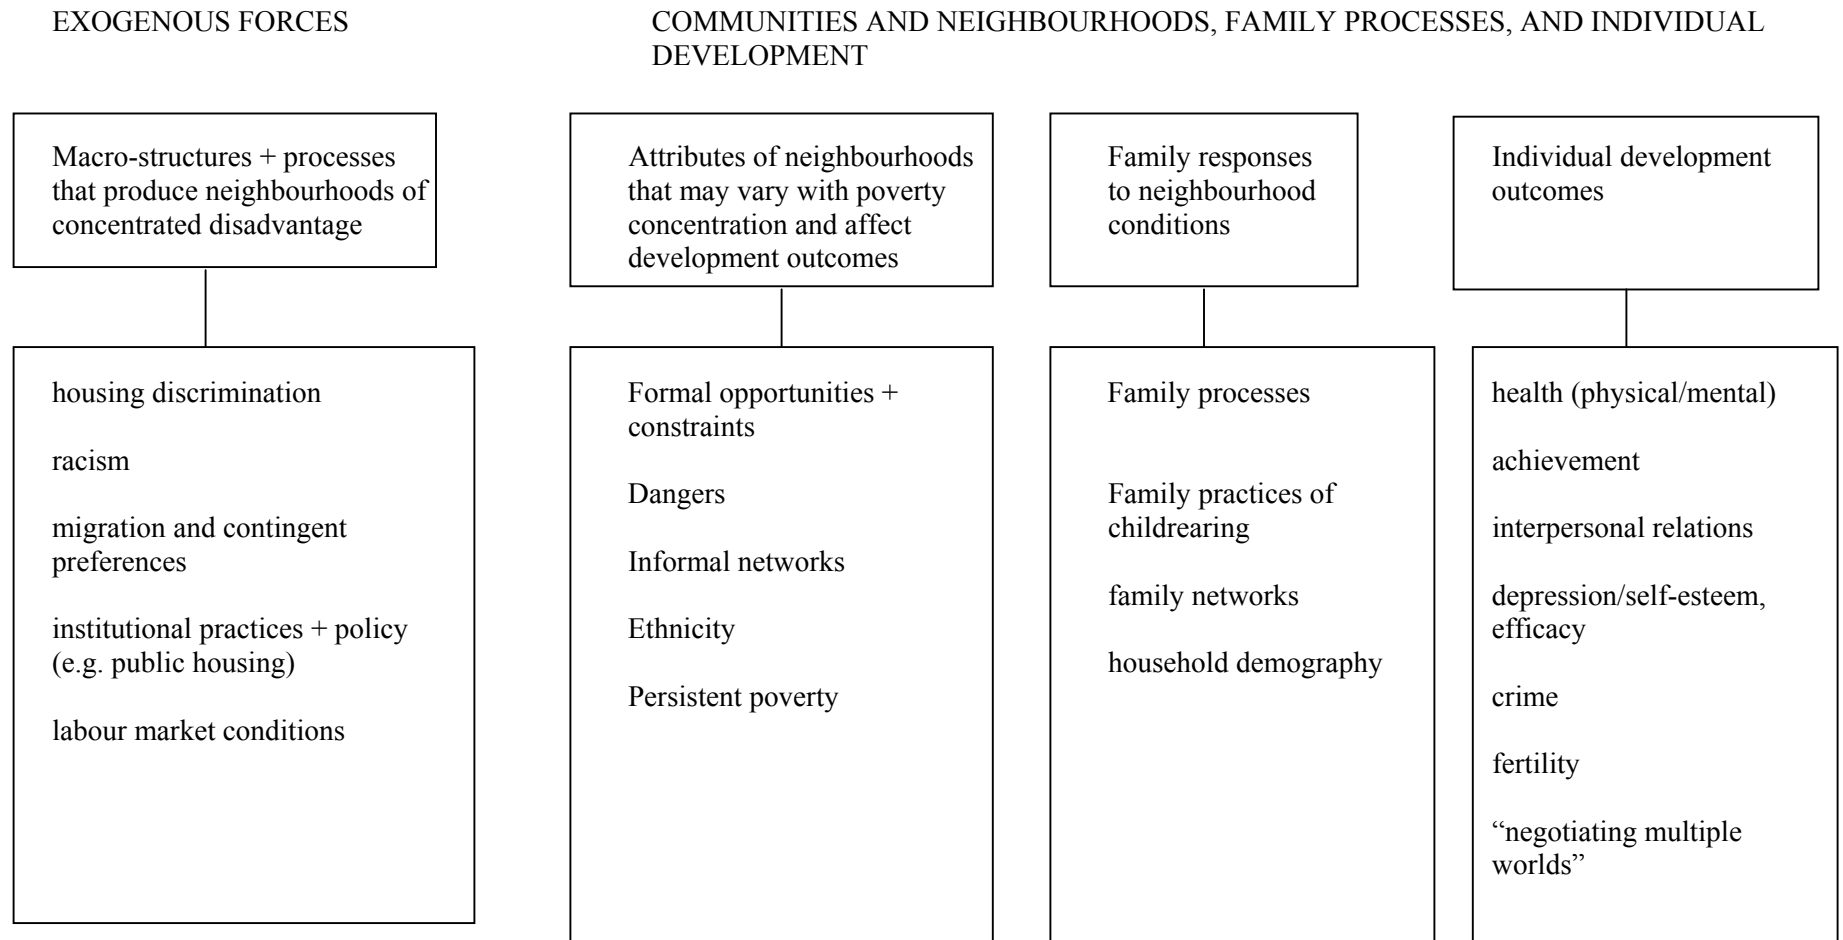 EXOGENOUS FORCES
COMMUNITIES AND NEIGHBOURHOODS, FAMILY PROCESSES, AND INDIVIDUAL
DEVELOPMENT
Macro-structures + processes
that produce neighbourhoods of
concentrated disadvantage
Attributes of neighbourhoods
that may vary with poverty
concentration and affect
development outcomes
Family responses
to neighbourhood
conditions
Individual development
outcomes
housing discrimination
racism
migration and contingent
preferences
institutional practices + policy
(e.g. public housing)
labour market conditions
Formal opportunities +
constraints
Dangers
Informal networks
Ethnicity
Persistent poverty
Family processes
Family practices of
childrearing
family networks
household demography
health (physical/mental)
achievement
interpersonal relations
depression/self-esteem,
efficacy
crime
fertility
“negotiating multiple
worlds”